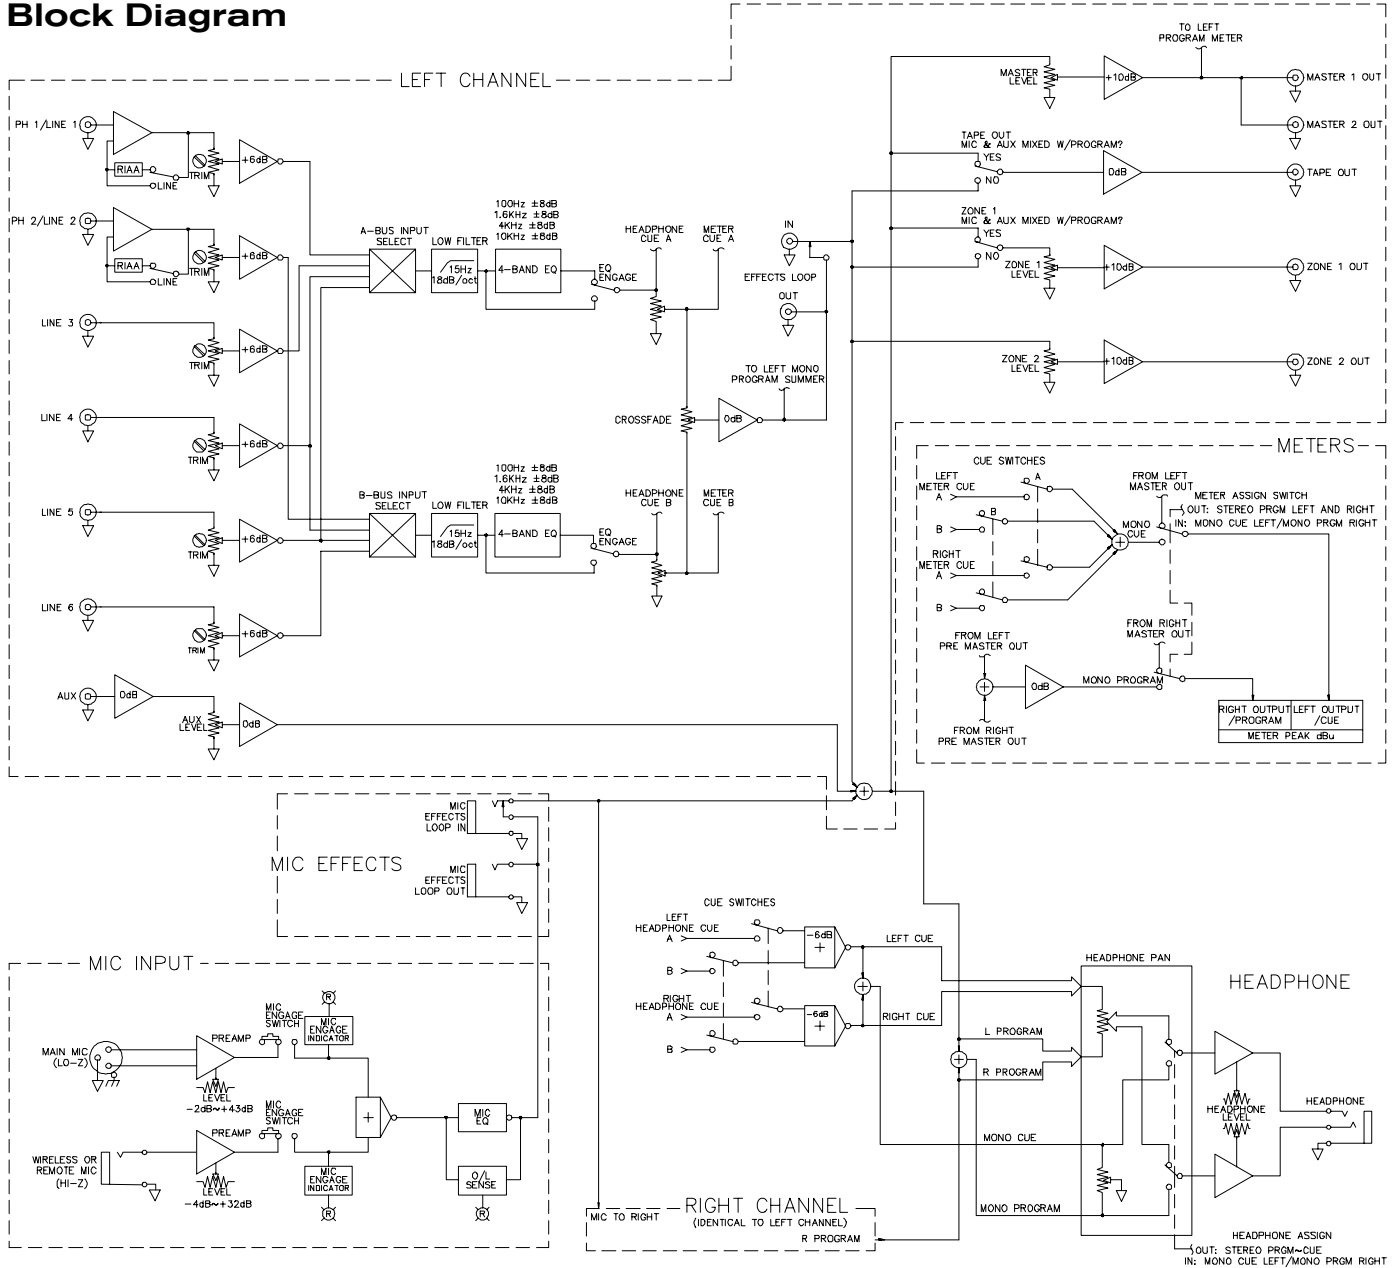 Block Diagram
LEFT CHANNEL
PH 1/LINE 1
RIAA
LINE
TRIM
+6dB
PH 2/LINE 2
RIAA
LINE
TRIM
+6dB
LINE 3
TRIM
+6dB
LINE 4
TRIM
+6dB
LINE 5
TRIM
+6dB
LINE 6
TRIM
+6dB
AUX
0dB
AUX
LEVEL
0dB
A-BUS INPUT
SELECT
LOW FILTER
15Hz
18dB/oct
100Hz ±8dB
1.6KHz ±8dB
4KHz ±8dB
10KHz ±8dB
4-BAND EQ
EQ
ENGAGE
HEADPHONE
CUE A
METER
CUE A
B-BUS INPUT
SELECT
LOW FILTER
15Hz
18dB/oct
100Hz ±8dB
1.6KHz ±8dB
4KHz ±8dB
10KHz ±8dB
4-BAND EQ
EQ
ENGAGE
HEADPHONE
CUE B
METER
CUE B
CROSSFADE
0dB
TO LEFT MONO
PROGRAM SUMMER
IN
EFFECTS LOOP
OUT
TO LEFT
PROGRAM METER
MASTER
LEVEL
+10dB
MASTER 1 OUT
MASTER 2 OUT
TAPE OUT
MIC & AUX MIXED W/PROGRAM?
YES
NO
0dB
TAPE OUT
ZONE 1
MIC & AUX MIXED W/PROGRAM?
YES
NO
ZONE 1
LEVEL
+10dB
ZONE 1 OUT
ZONE 2
LEVEL
+10dB
ZONE 2 OUT
METERS
CUE SWITCHES
LEFT
METER CUE
A
A
B
B
RIGHT
METER CUE
A
B
MONO
CUE
FROM LEFT
MASTER OUT
METER ASSIGN SWITCH
OUT: STEREO PRGM LEFT AND RIGHT
IN: MONO CUE LEFT/MONO PRGM RIGHT
FROM RIGHT
MASTER OUT
FROM LEFT
PRE MASTER OUT
0dB
MONO PROGRAM
FROM RIGHT
PRE MASTER OUT
RIGHT OUTPUT
/PROGRAM
LEFT OUTPUT
/CUE
METER PEAK dBu
MIC EFFECTS
MIC
EFFECTS
LOOP IN
MIC
EFFECTS
LOOP OUT
MIC INPUT
MAIN MIC
(LO-Z)
PREAMP
LEVEL
-2dB~+43dB
MIC
ENGAGE
SWITCH
R
MIC
ENGAGE
INDICATOR
WIRELESS OR
REMOTE MIC
(HI-Z)
PREAMP
LEVEL
-4dB~+32dB
MIC
ENGAGE
SWITCH
MIC
ENGAGE
INDICATOR
R
MIC
EQ
O/L
SENSE
R
CUE SWITCHES
LEFT
HEADPHONE CUE
A
B
RIGHT
HEADPHONE CUE
A
B
-6dB
-6dB
LEFT CUE
RIGHT CUE
L PROGRAM
R PROGRAM
MONO CUE
MONO PROGRAM
HEADPHONE PAN
HEADPHONE
HEADPHONE
LEVEL
HEADPHONE
HEADPHONE ASSIGN
OUT: STEREO PRGM~CUE
IN: MONO CUE LEFT/MONO PRGM RIGHT
RIGHT CHANNEL
(IDENTICAL TO LEFT CHANNEL)
MIC TO RIGHT
R PROGRAM